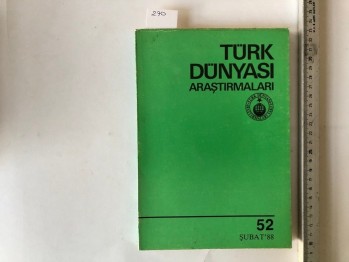 290
TÜRK
DÜNYASI
ARAŞTIRMALARI
52
ŞUBAT'88